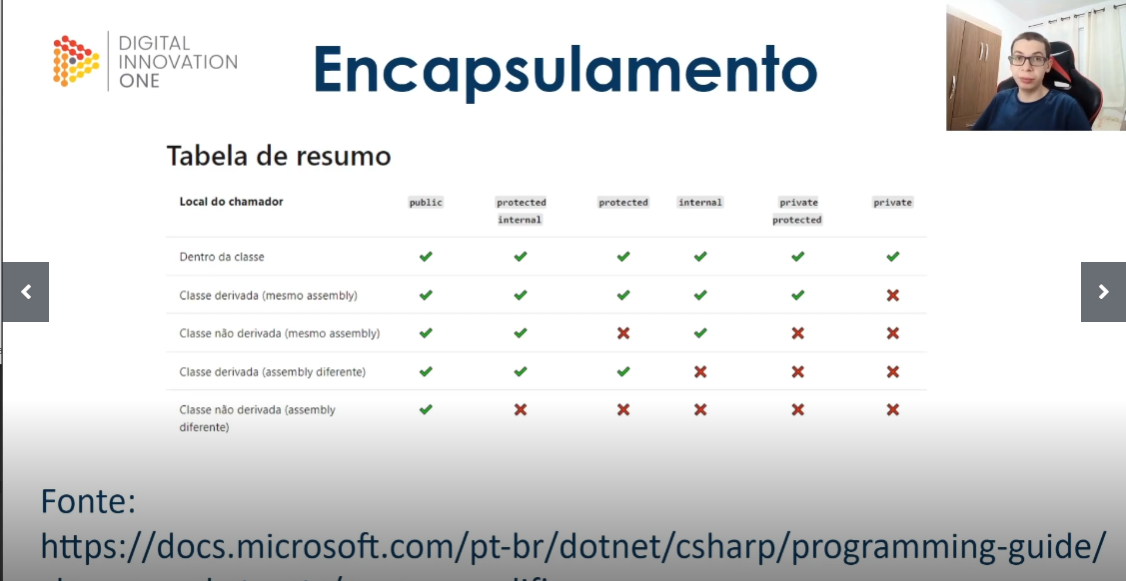 DIGITAL
INNOVATION
ONE
Encapsulamento
Tabela de resumo
Local do chamador public protected internal protected internal private protected private
Dentro da classe
Classe derivada (mesmo assembly)
Classe não derivada (mesmo assembly)
Classe derivada (assembly diferente)
Classe não derivada (assembly
diferente)
Fonte:
https://docs.microsoft.com/pt-br/dotnet/csharp/programming-guide/